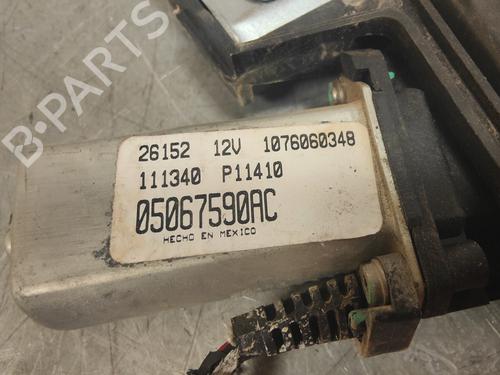 B-PARTS
26152 12V 1076060348
111340 P11410
05067590AC
HECHO EN MEXICO